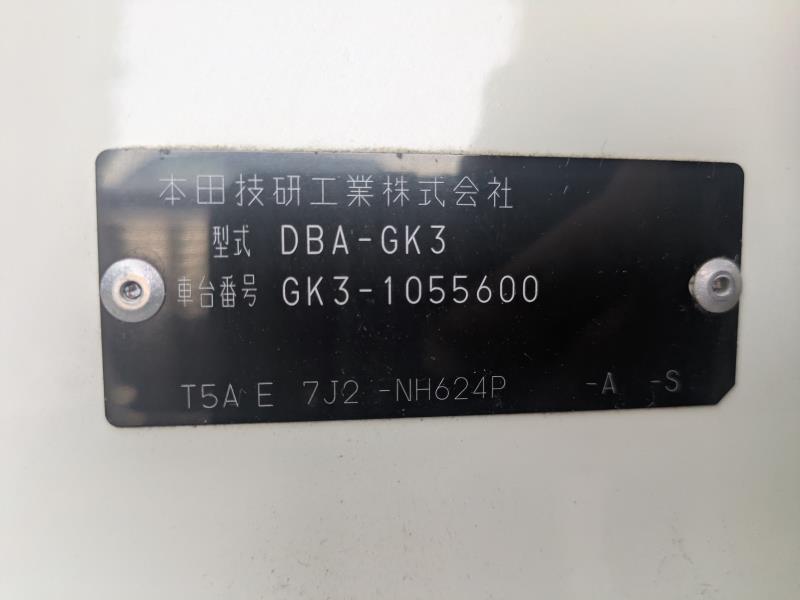 本田技研工業株式会社
型式 DBA-GK3
車台番号 GK3-1055600
T5A E 7J2 -NH624P -A -S